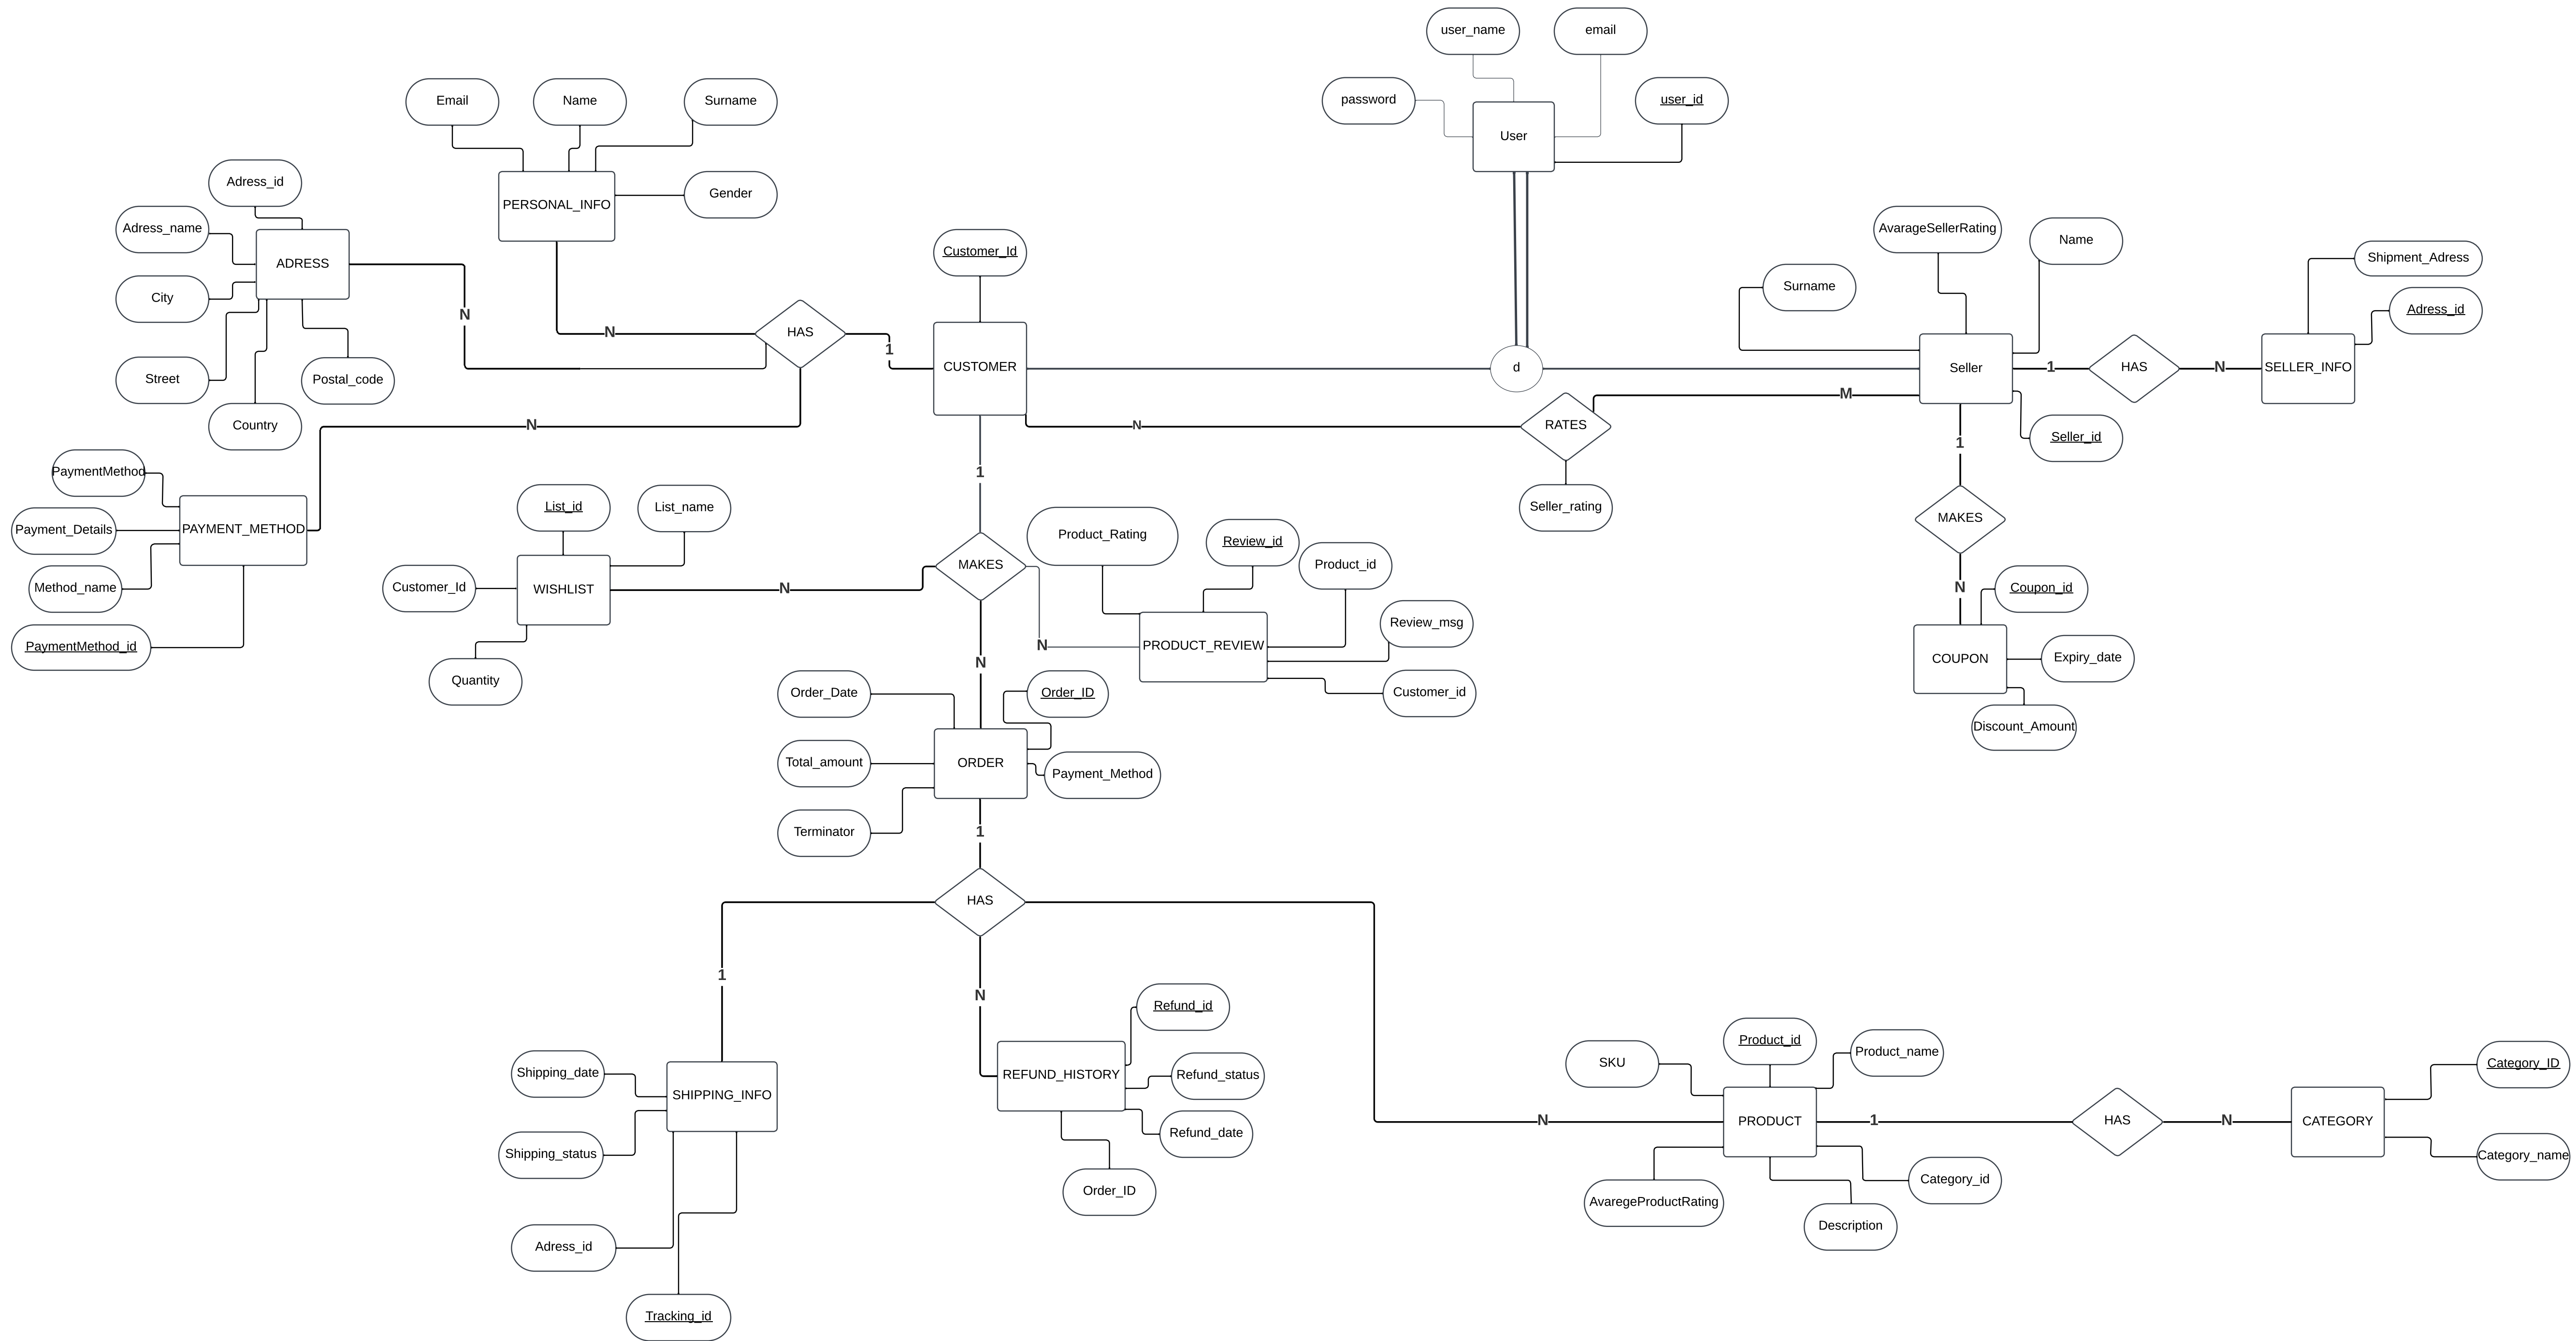 user_name
email
password
user_id
User
Email
Name
Surname
PERSONAL_INFO
Gender
Adress_id
Adress_name
ADRESS
City
Street
Postal_code
Country
N
N
HAS
1
N
Customer_Id
CUSTOMER
d
AvarageSellerRating
Name
Surname
Seller
Seller_id
1
HAS
N
SELLER_INFO
Shipment_Adress
Adress_id
M
N
RATES
Seller_rating
1
MAKES
N
Coupon_id
COUPON
Expiry_date
Discount_Amount
PaymentMethod
Payment_Details
PAYMENT_METHOD
Method_name
PaymentMethod_id
1
MAKES
List_id
List_name
Customer_Id
WISHLIST
N
Quantity
Product_Rating
Review_id
Product_id
Review_msg
N
PRODUCT_REVIEW
Customer_id
N
Order_Date
Order_ID
Total_amount
ORDER
Payment_Method
Terminator
1
HAS
1
N
N
Shipping_date
SHIPPING_INFO
Shipping_status
Adress_id
Tracking_id
Refund_id
REFUND_HISTORY
Refund_status
Refund_date
Order_ID
SKU
Product_id
Product_name
PRODUCT
AvaregeProductRating
Category_id
Description
1
HAS
N
CATEGORY
Category_ID
Category_name